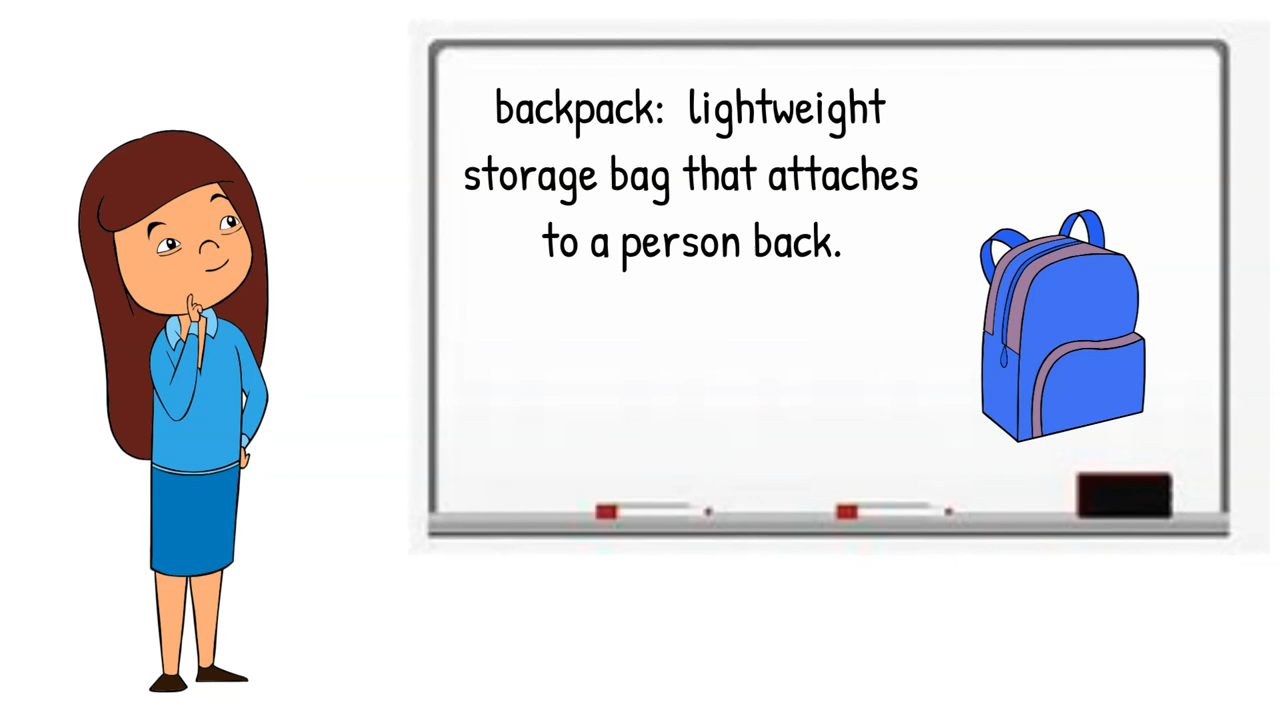 backpack: lightweight
storage bag that attaches
to a person back.